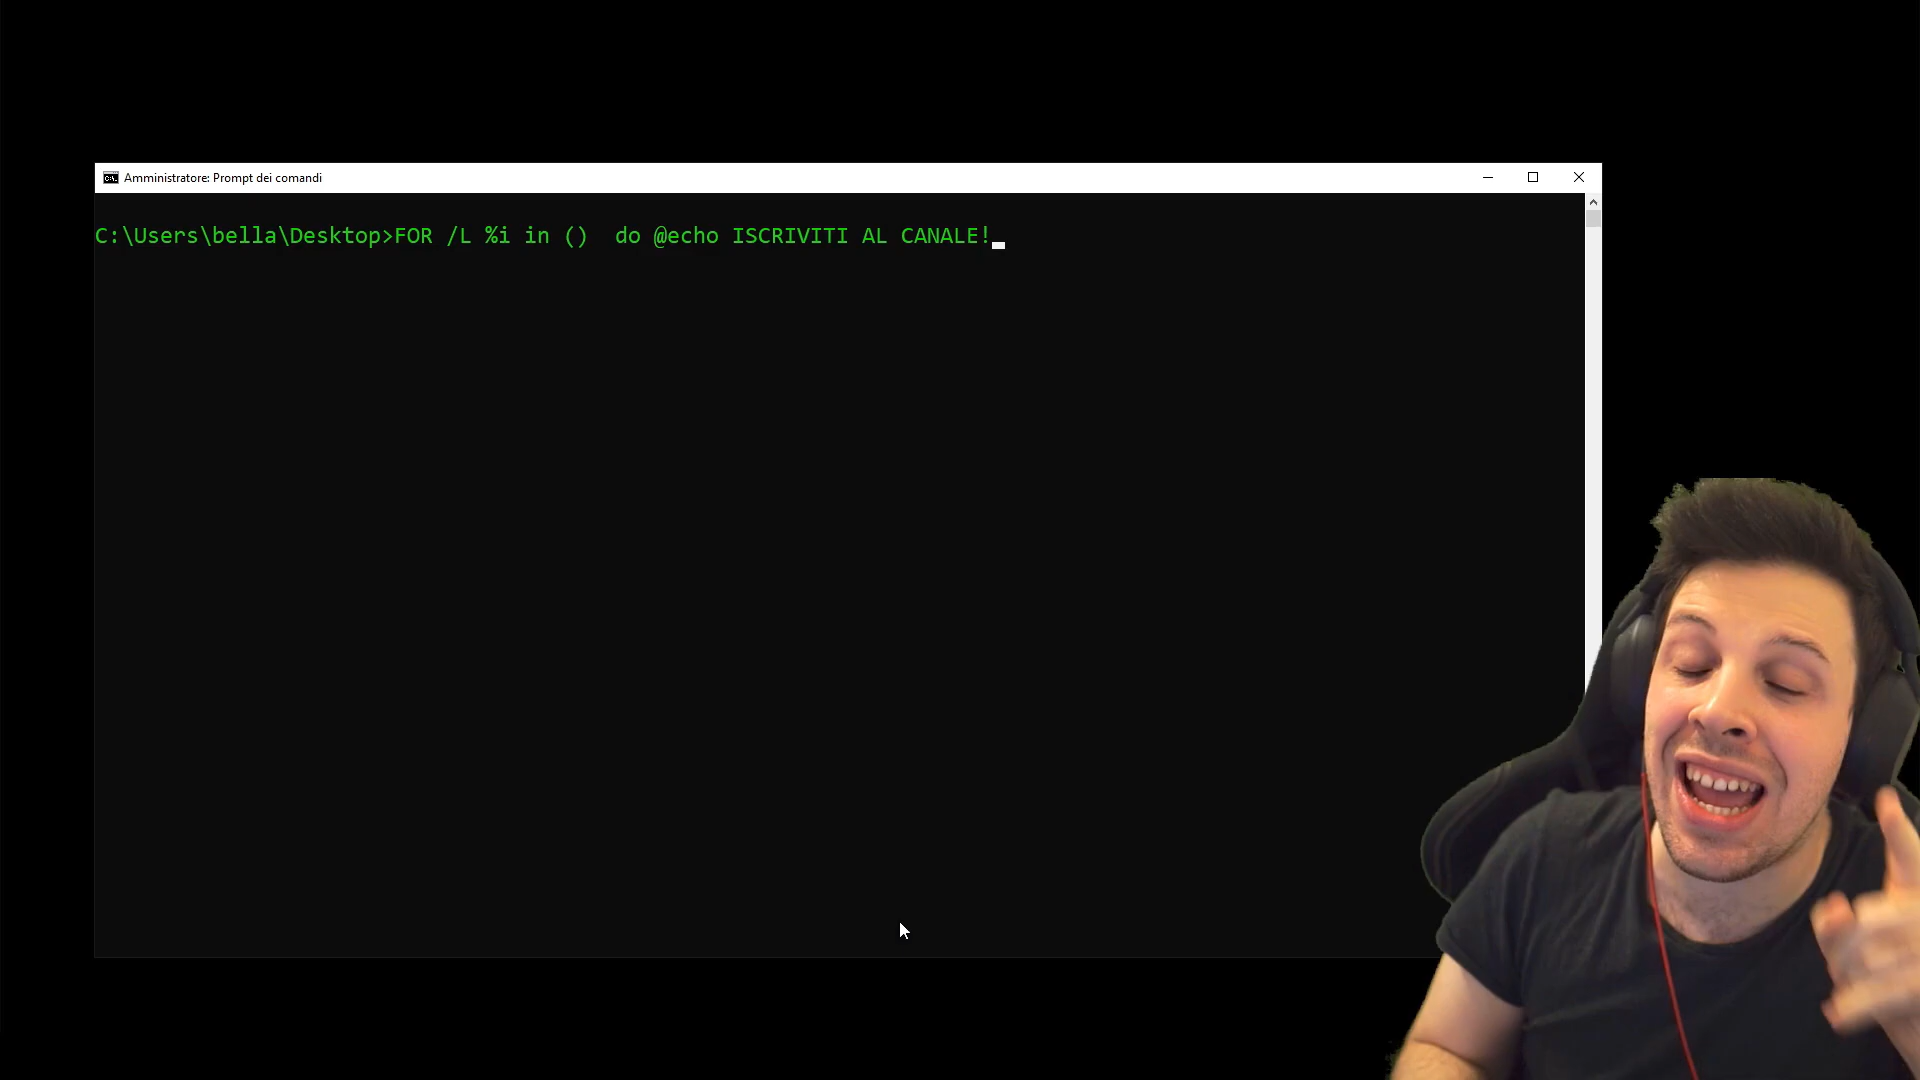 Amministratore: Prompt dei comandi
C:\Users\bella\Desktop>FOR /L %i in ()  do @echo ISCRIVITI AL CANALE!